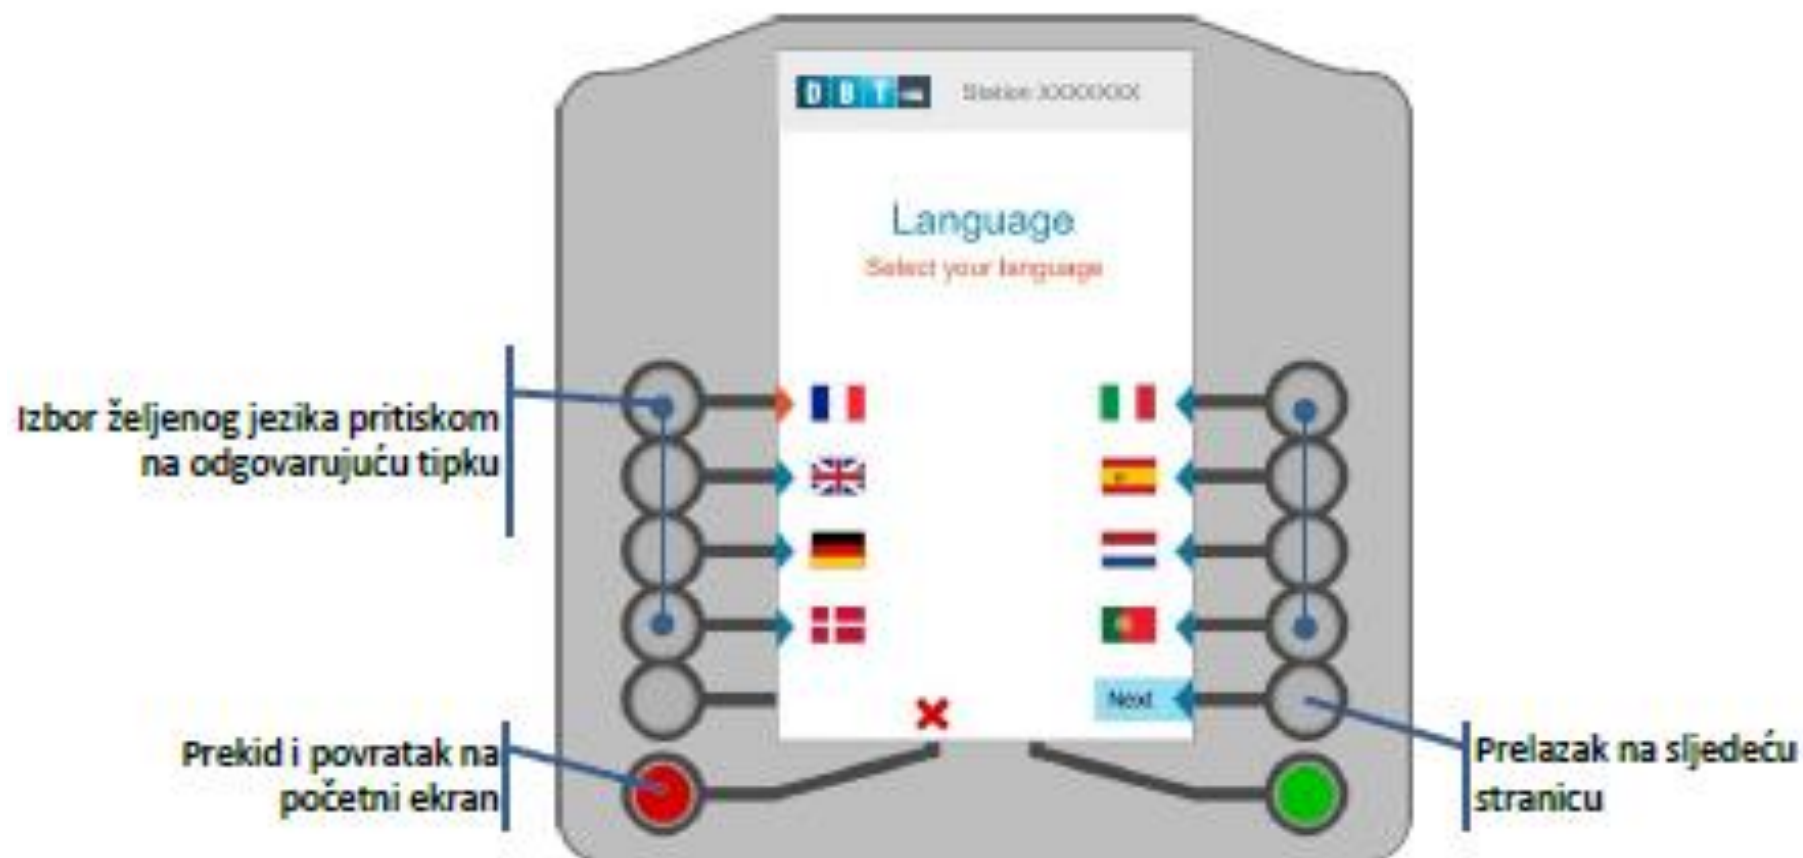 DBT
Station XXXXXXX
Language
Select your language
Izbor željenog jezika pritiskom
na odgovarujuću tipku
Next
Prekid i povratak na
početni ekran
Prelazak na sljedeću
stranicu